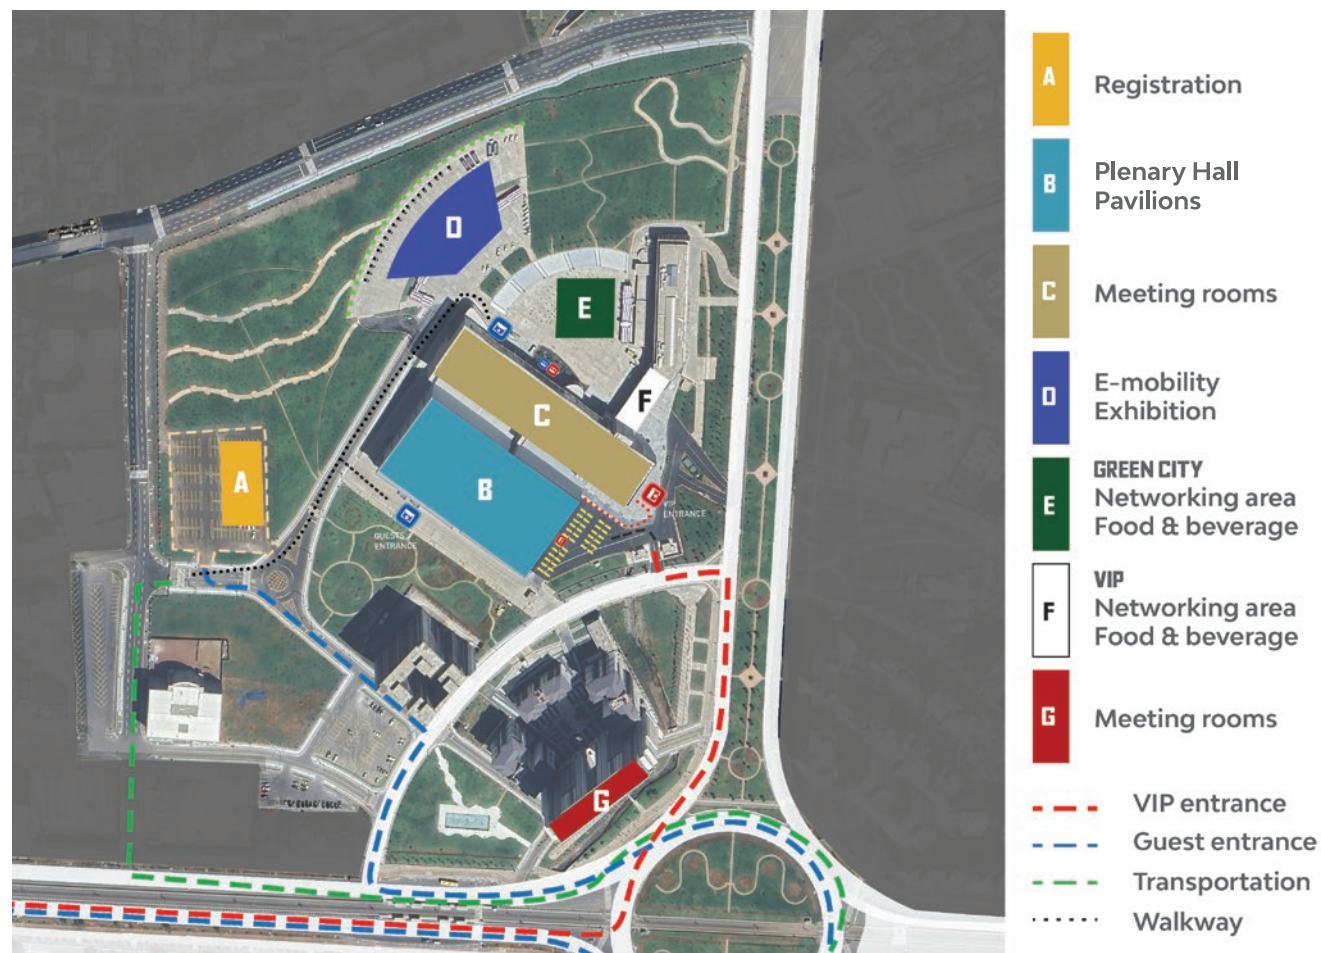 D
E
F
C
B
A
VIP
ENTRANCE
GUESTS
ENTRANCE
G
A
Registration
B
Plenary Hall
Pavilions
C
Meeting rooms
D
E-mobility
Exhibition
GREEN CITY
E
Networking area
Food & beverage
VIP
F
Networking area
Food & beverage
G
Meeting rooms
VIP entrance
Guest entrance
Transportation
Walkway